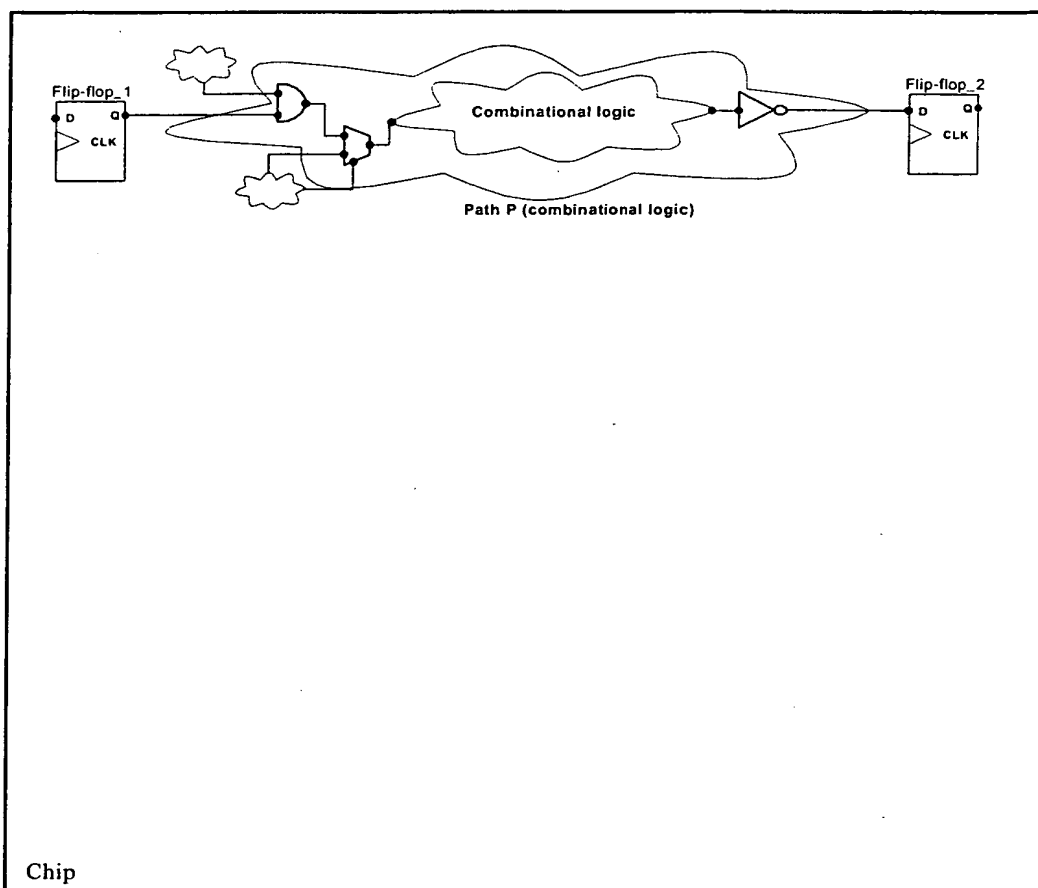 Flip-flop_1
D
Q
CLK
Combinational logic
Flip-flop_2
D
Q
CLK
Path P (combinational logic)
Chip